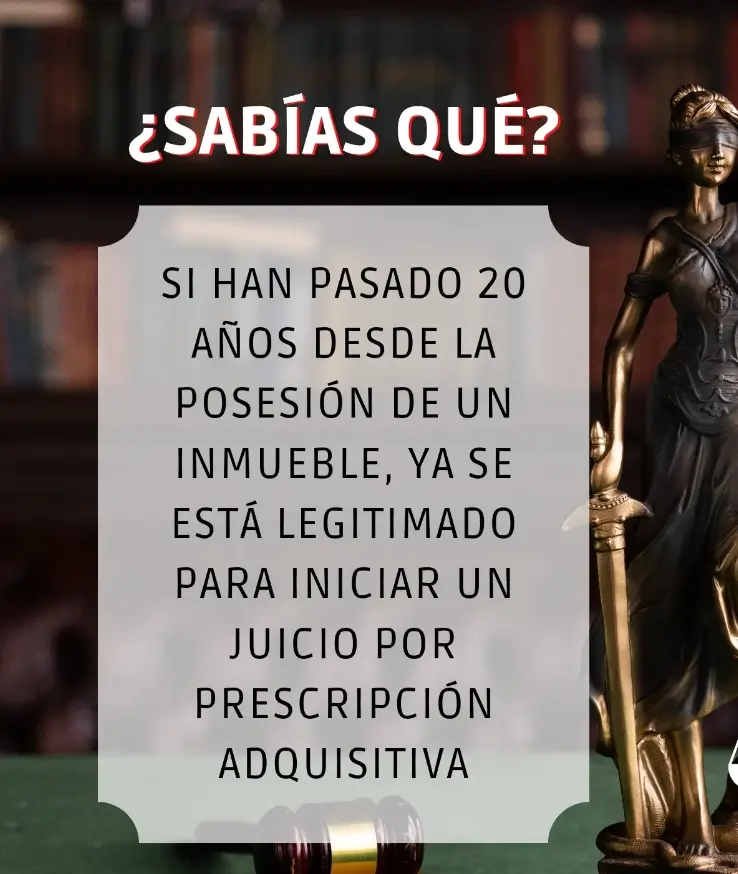 ¿SABÍAS QUÉ?
SI HAN PASADO 20
AÑOS DESDE LA
POSESIÓN DE UN
INMUEBLE, YA SE
ESTÁ LEGITIMADO
PARA INICIAR UN
JUICIO POR
PRESCRIPCIÓN
ADQUISITIVA